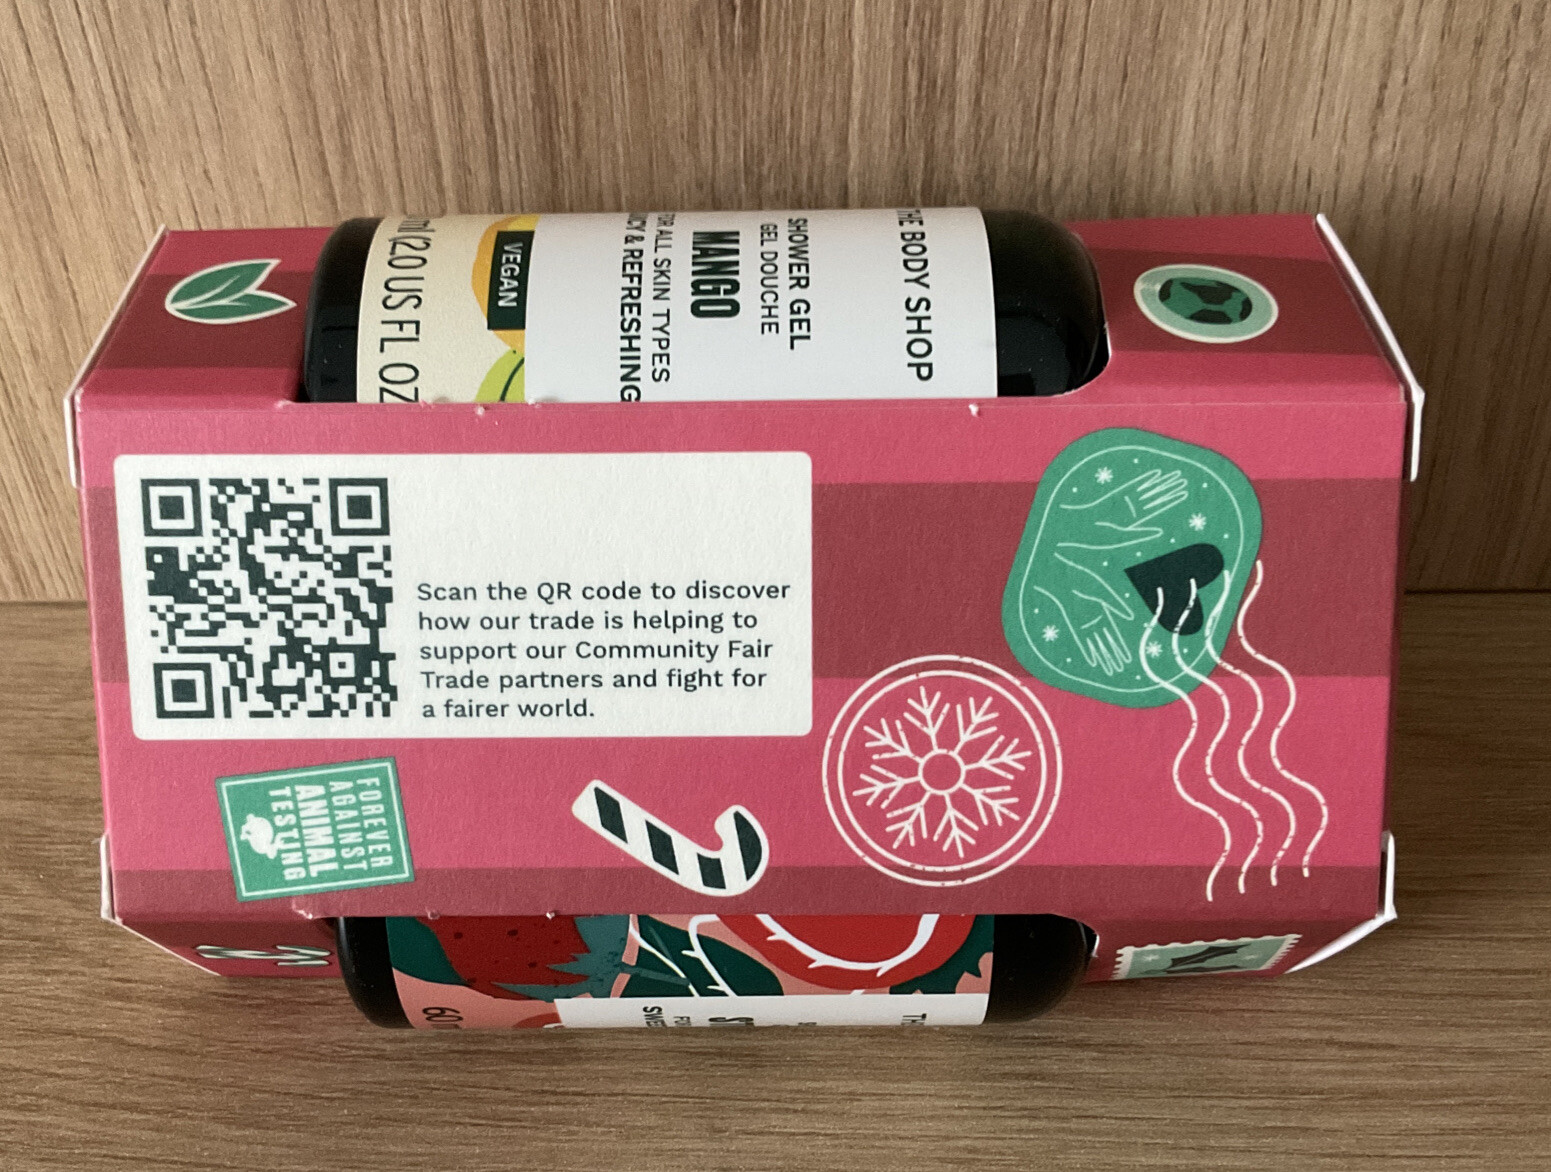 THE BODY SHOP
SHOWER GEL
GEL DOUCHE
MANGO
FOR ALL SKIN TYPES
& REFRESHING
VEGAN
(2.0 US FL OZ
Scan the QR code to discover
how our trade is helping to
support our Community Fair
Trade partners and fight for
a fairer world.
FOREVER
AGAINST
ANIMAL
TESTING